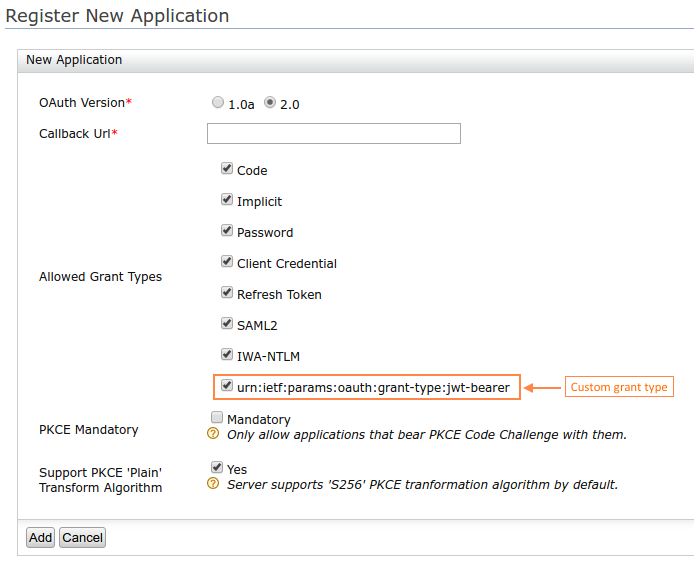 Register New Application
New Application
OAuth Version*
1.0a
2.0
Callback Url*
Allowed Grant Types
Code
Implicit
Password
Client Credential
Refresh Token
SAML2
IWA-NTLM
urn:ietf:params:oauth:grant-type:jwt-bearer
Custom grant type
PKCE Mandatory
Mandatory
? Only allow applications that bear PKCE Code Challenge with them.
Support PKCE 'Plain'
Transform Algorithm
Yes
? Server supports 'S256' PKCE tranformation algorithm by default.
Add
Cancel